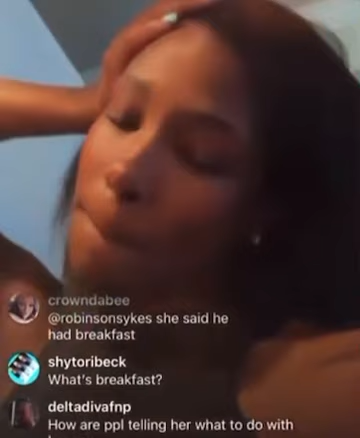 crowndabee
@robinsonsykes she said he
had breakfast
shytoribeck
What's breakfast?
deltadivafnp
How are ppl telling her what to do with